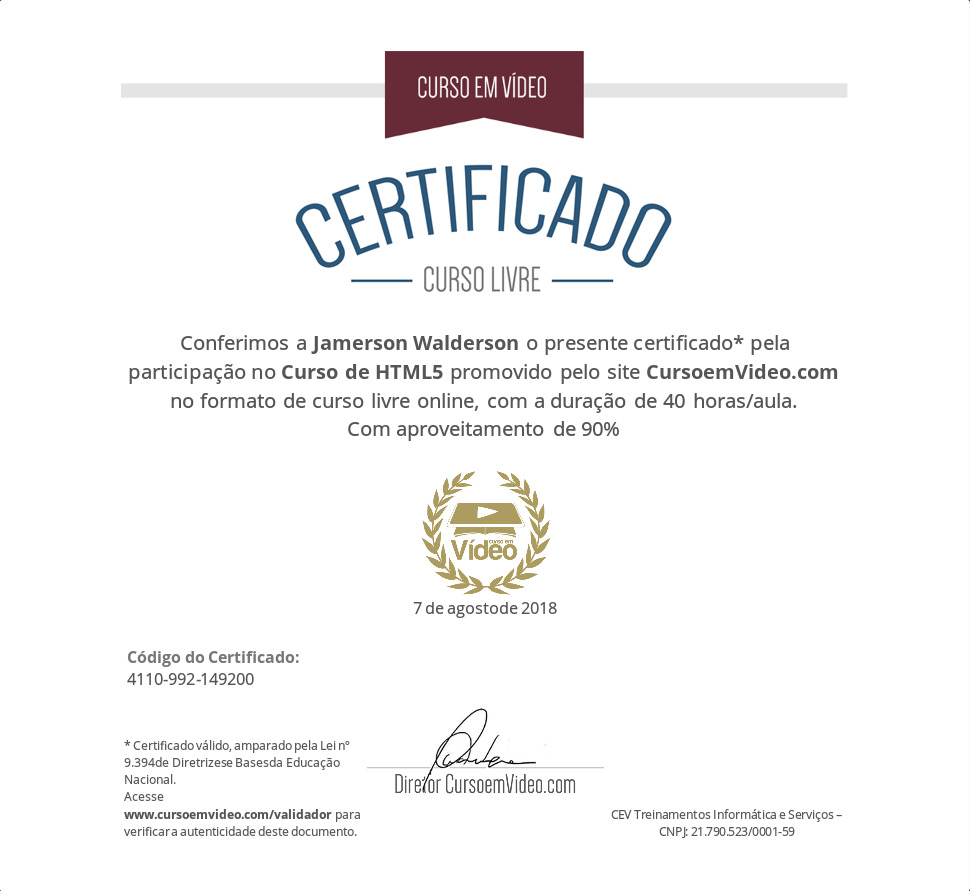 CURSO EM VÍDEO
CERTIFICADO
CURSO LIVRE
Conferimos a Jamerson Walderson o presente certificado* pela
participação no Curso de HTML5 promovido pelo site CursoemVideo.com
no formato de curso livre online, com a duração de 40 horas/aula.
Com aproveitamento de 90%
curso em
Vídeo
7 de agostode 2018
Código do Certificado:
4110-992-149200
* Certificado válido, amparado pela Lei nº
9.394de Diretrizese Basesda Educação
Nacional.
Acesse
www.cursoemvideo.com/validador para
verificara autenticidade deste documento.
Diretor CursoemVideo.com
CEV Treinamentos Informática e Serviços –
CNPJ: 21.790.523/0001-59